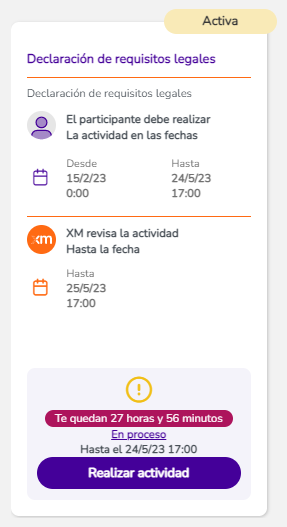 Activa
Declaración de requisitos legales
Declaración de requisitos legales
El participante debe realizar
La actividad en las fechas
Desde
Hasta
15/2/23
24/5/23
0:00
17:00
xm
XM revisa la actividad
Hasta la fecha
Hasta
25/5/23
17:00
Te quedan 27 horas y 56 minutos
En proceso
Hasta el 24/5/23 17:00
Realizar actividad